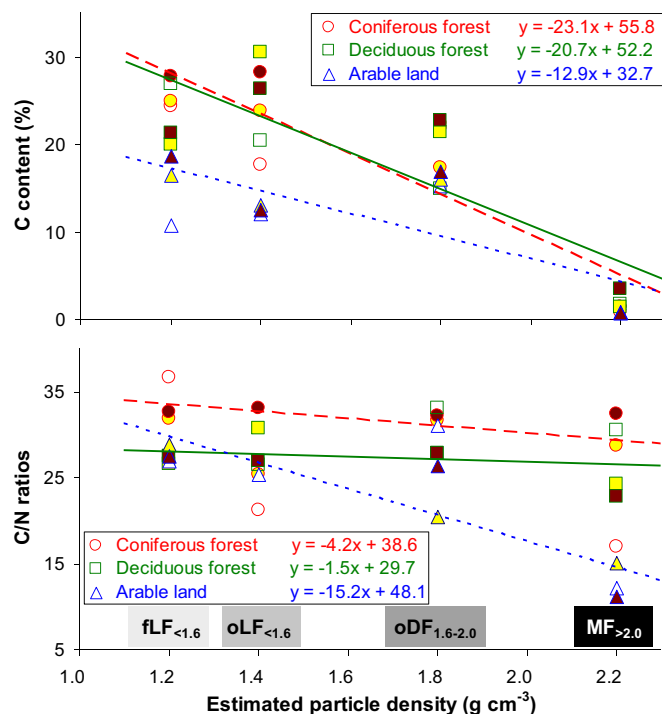 Coniferous forest y = -23.1x + 55.8
Deciduous forest y = -20.7x + 52.2
Arable land y = -12.9x + 32.7
C content (%)
30
20
10
0
C/N ratios
35
25
15
5
Coniferous forest y = -4.2x + 38.6
Deciduous forest y = -1.5x + 29.7
Arable land y = -15.2x + 48.1
fLF<1.6 oLF<1.6 oDF1.6-2.0 MF>2.0
1.0 1.2 1.4 1.6 1.8 2.0 2.2
Estimated particle density (g cm-3)